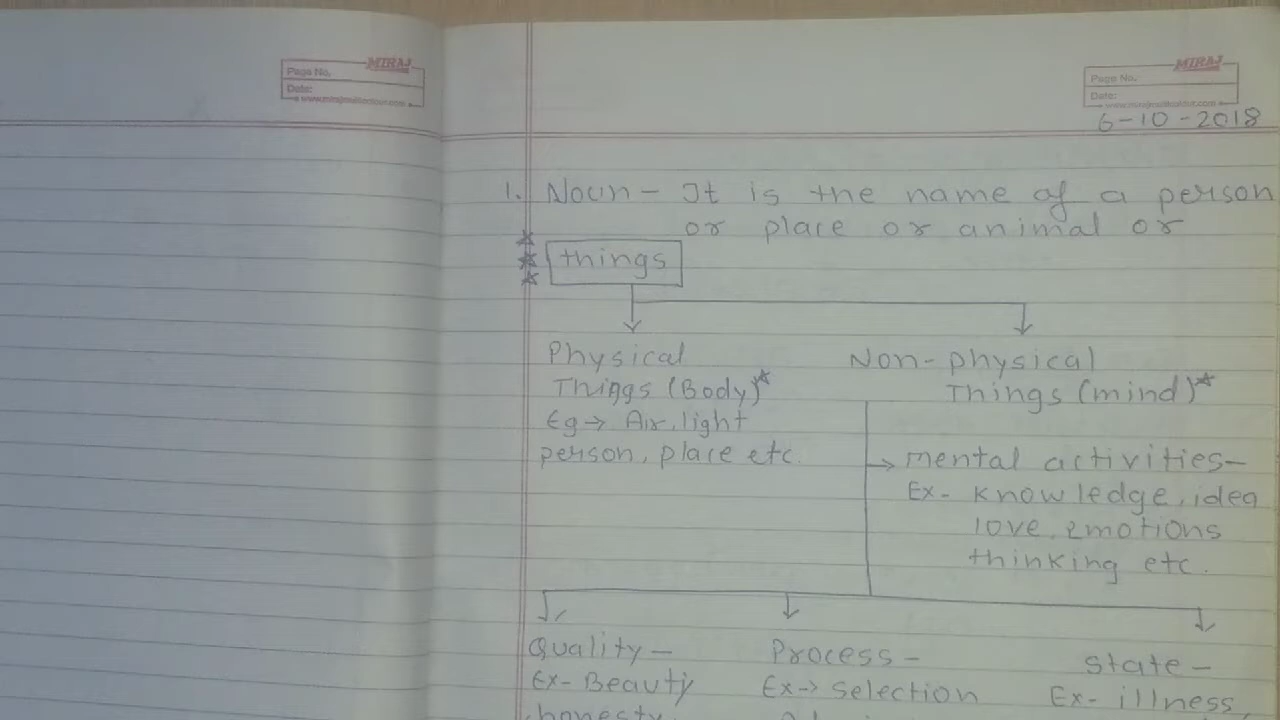 MIRAJ
Page No.
Date:
MIRAJ
Page No.
Date:
6-10-2018
1. Noun - It is the name of a person
or place or animal or
things
Physical Non-physical
Things (Body) Things (mind)
Eg → Air, light
person, place etc.
→ mental activities-
Ex- knowledge, idea
love, emotions
thinking etc.
Quality - Process - State -
Ex- Beauty Ex→ selection Ex- illness,
honesty